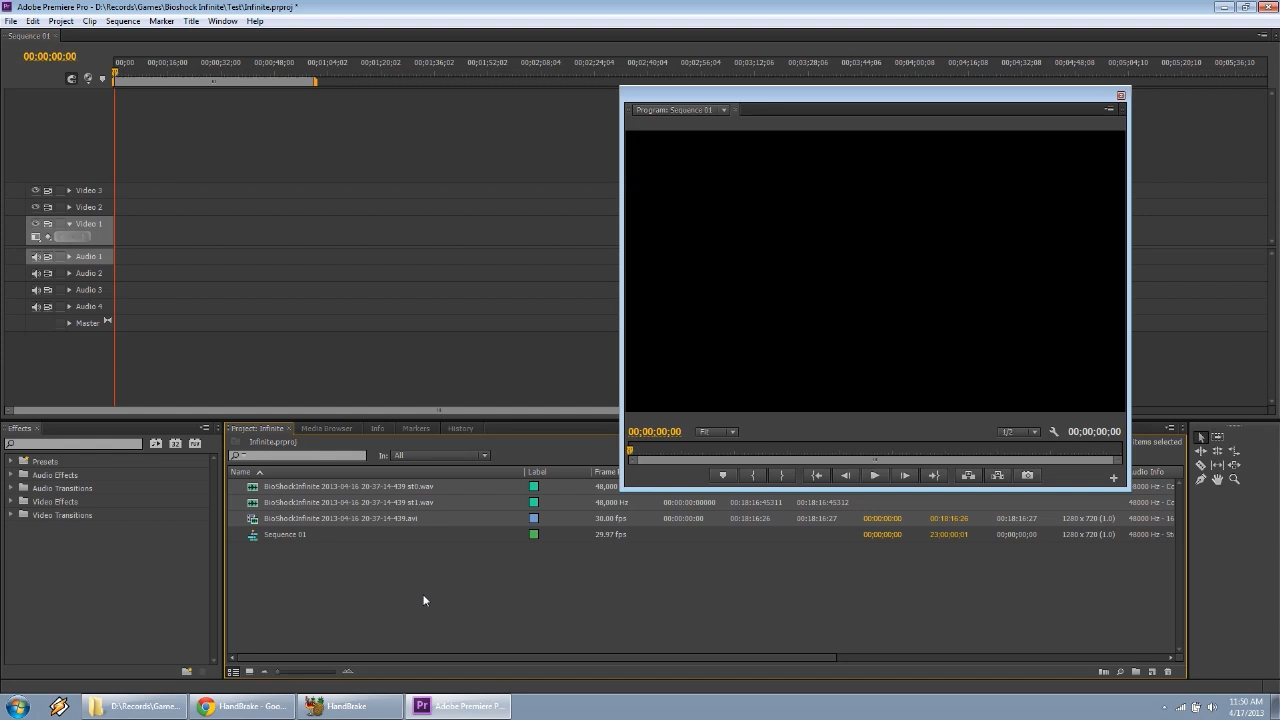 Adobe Premiere Pro - D:\Records\Games\Bioshock Infinite\Test\Infinite.prproj *
File Edit Project Clip Sequence Marker Title Window Help
Sequence 01
00;00;00;00
00;00 00;00;16;00 00;00;32;00 00;00;48;00 00;01;04;02 00;01;20;02 00;01;36;02 00;01;52;02 00;02;08;04 00;02;24;04 00;02;40;04 00;02;56;04 00;03;12;06 00;03;28;06 00;03;44;06 00;04;00;08 00;04;16;08 00;04;32;08 00;04;48;08 00;05;04;10 00;05;20;10 00;05;36;10
Program: Sequence 01
Video 3
Video 2
Video 1
Audio 1
Audio 2
Audio 3
Audio 4
Master
00;00;00;00 Fit 1/2 00;00;00;00
Effects
Presets
Audio Effects
Audio Transitions
Video Effects
Video Transitions
Project: Infinite Media Browser Info Markers History
Infinite.prproj
Items selected
In: All
Name Label Frame Audio Info
BioShockInfinite 2013-04-16 20-37-14-439 st0.wav 48,000
BioShockInfinite 2013-04-16 20-37-14-439 st1.wav 48,000 Hz 00:00:00:00000 00:18:16:45311 00:18:16:45312
BioShockInfinite 2013-04-16 20-37-14-439.avi 30.00 fps 00:00:00:00 00:18:16:26 00:18:16:27 00:00:00:00 00:18:16:26 00:18:16:27 1280 x 720 (1.0) 48000 Hz - St
Sequence 01 29.97 fps 00;00;00;00 23;00;00;01 00;00;00;00 1280 x 720 (1.0) 48000 Hz - St
D:\Records\Game... HandBrake - Goo... HandBrake Adobe Premiere P...
11:50 AM
4/17/2013